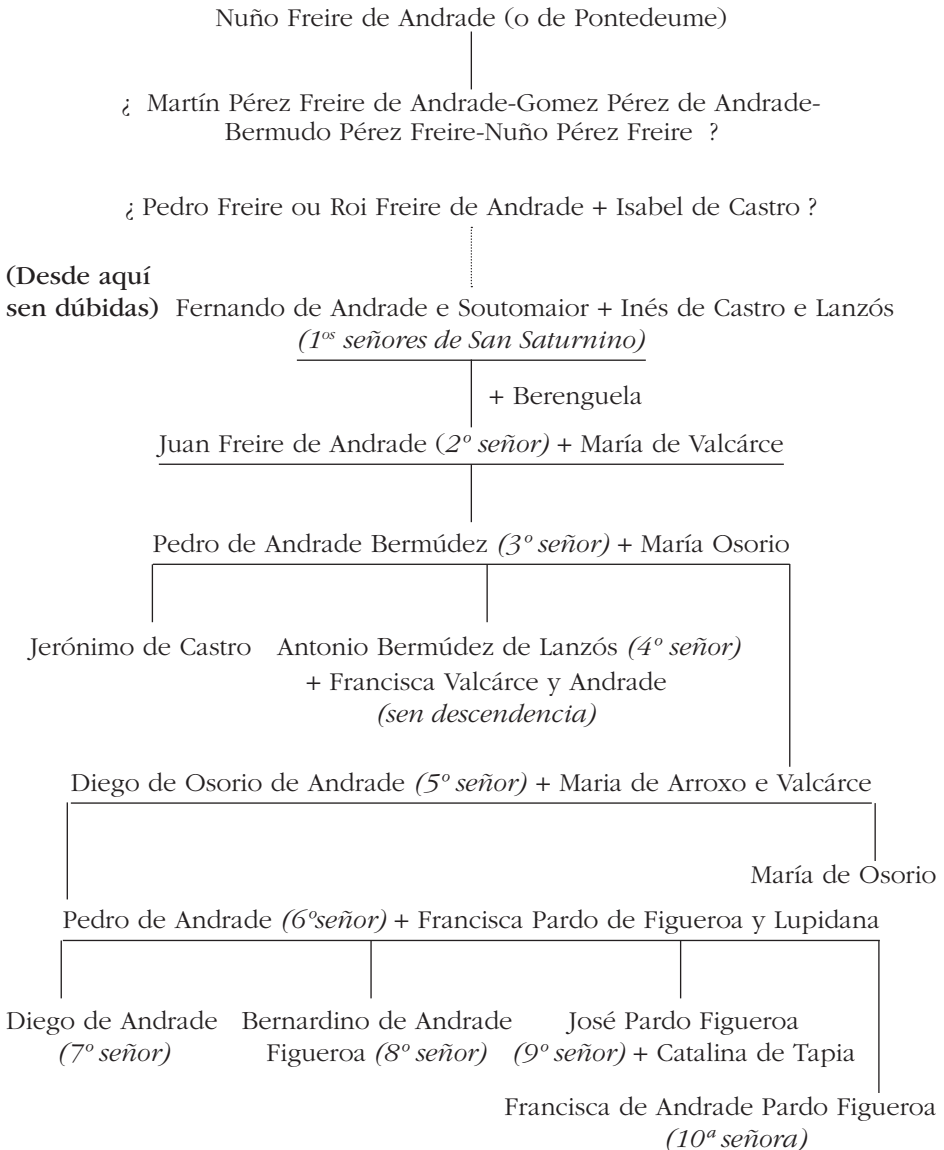 Nuño Freire de Andrade (o de Pontedeume)
¿ Martín Pérez Freire de Andrade-Gomez Pérez de Andrade-
Bermudo Pérez Freire-Nuño Pérez Freire ?
¿ Pedro Freire ou Roi Freire de Andrade + Isabel de Castro ?
(Desde aquí
sen dúbidas) Fernando de Andrade e Soutomaior + Inés de Castro e Lanzós
(1os señores de San Saturnino)
+ Berenguela
Juan Freire de Andrade (2º señor) + María de Valcárce
Pedro de Andrade Bermúdez (3º señor) + María Osorio
Jerónimo de Castro Antonio Bermúdez de Lanzós (4º señor)
+ Francisca Valcárce y Andrade
(sen descendencia)
Diego de Osorio de Andrade (5º señor) + Maria de Arroxo e Valcárce
María de Osorio
Pedro de Andrade (6ºseñor) + Francisca Pardo de Figueroa y Lupidana
Diego de Andrade Bernardino de Andrade José Pardo Figueroa
(7º señor) Figueroa (8º señor) (9º señor) + Catalina de Tapia
Francisca de Andrade Pardo Figueroa
(10ª señora)